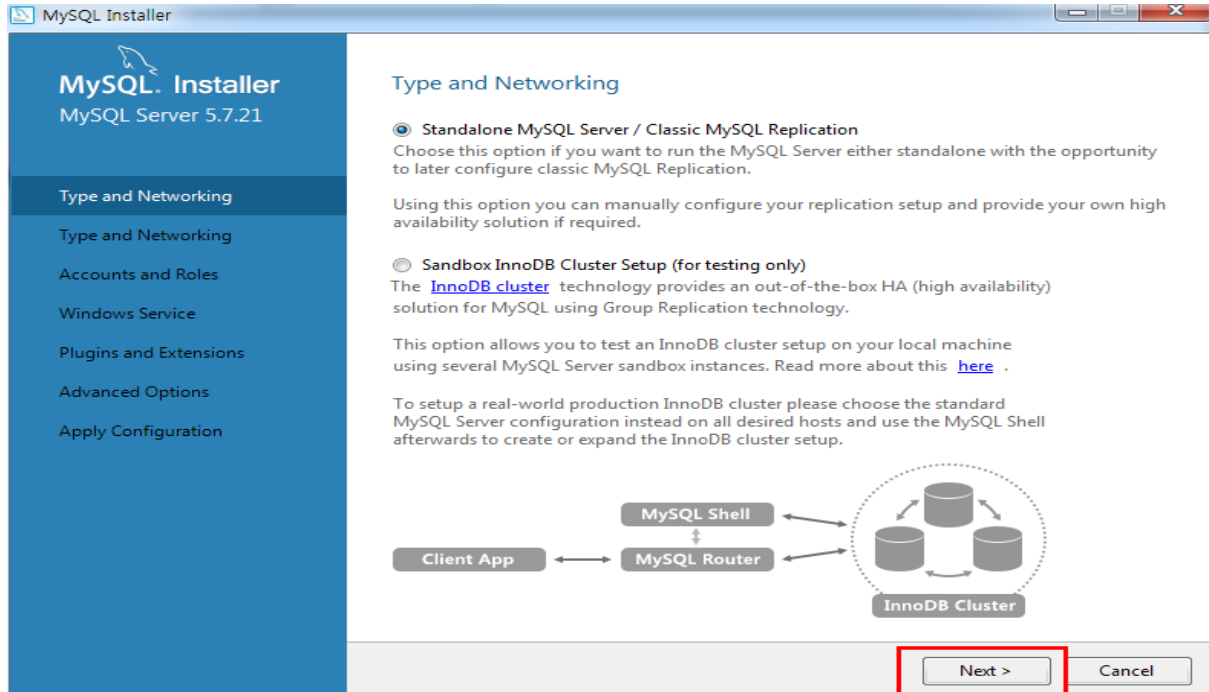 MySQL Installer
MySQL. Installer
MySQL Server 5.7.21
Type and Networking
Type and Networking
Accounts and Roles
Windows Service
Plugins and Extensions
Advanced Options
Apply Configuration
Type and Networking
Standalone MySQL Server / Classic MySQL Replication
Choose this option if you want to run the MySQL Server either standalone with the opportunity
to later configure classic MySQL Replication.
Using this option you can manually configure your replication setup and provide your own high
availability solution if required.
Sandbox InnoDB Cluster Setup (for testing only)
The InnoDB cluster technology provides an out-of-the-box HA (high availability)
solution for MySQL using Group Replication technology.
This option allows you to test an InnoDB cluster setup on your local machine
using several MySQL Server sandbox instances. Read more about this here .
To setup a real-world production InnoDB cluster please choose the standard
MySQL Server configuration instead on all desired hosts and use the MySQL Shell
afterwards to create or expand the InnoDB cluster setup.
MySQL Shell
Client App
MySQL Router
InnoDB Cluster
Next >
Cancel